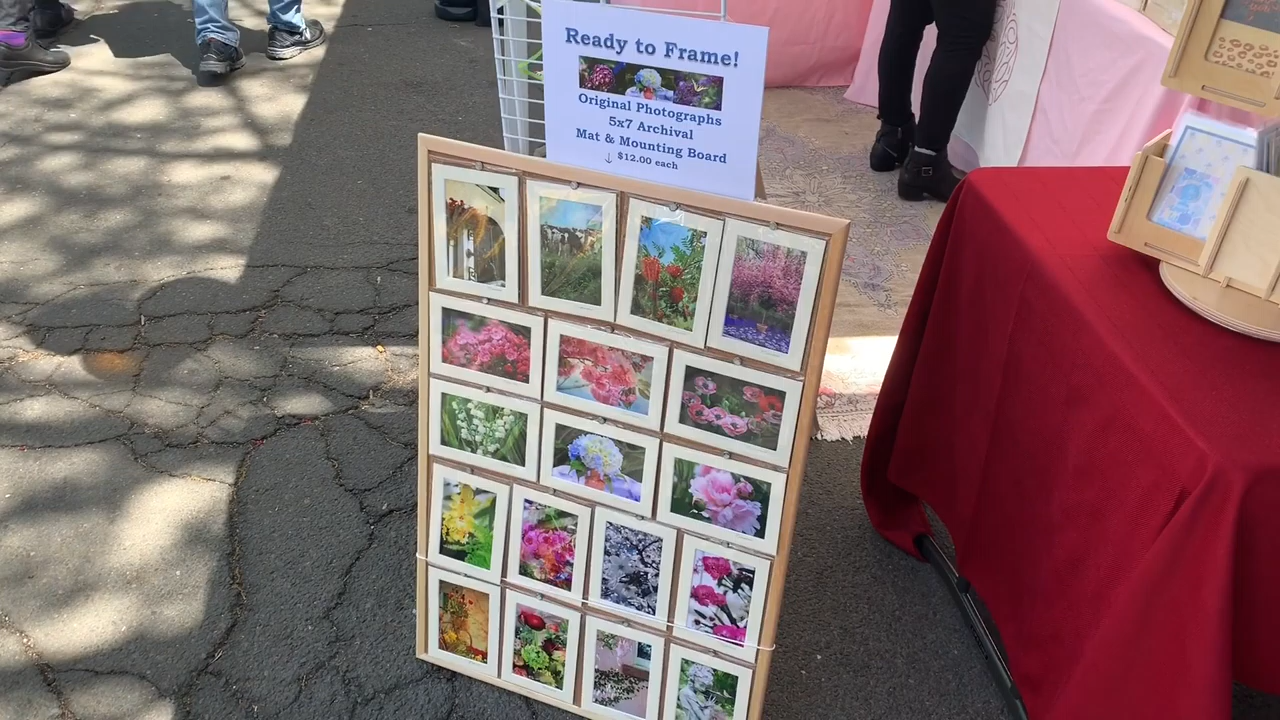 Ready to Frame!
Original Photographs
5x7 Archival
Mat & Mounting Board
↓ $12.00 each